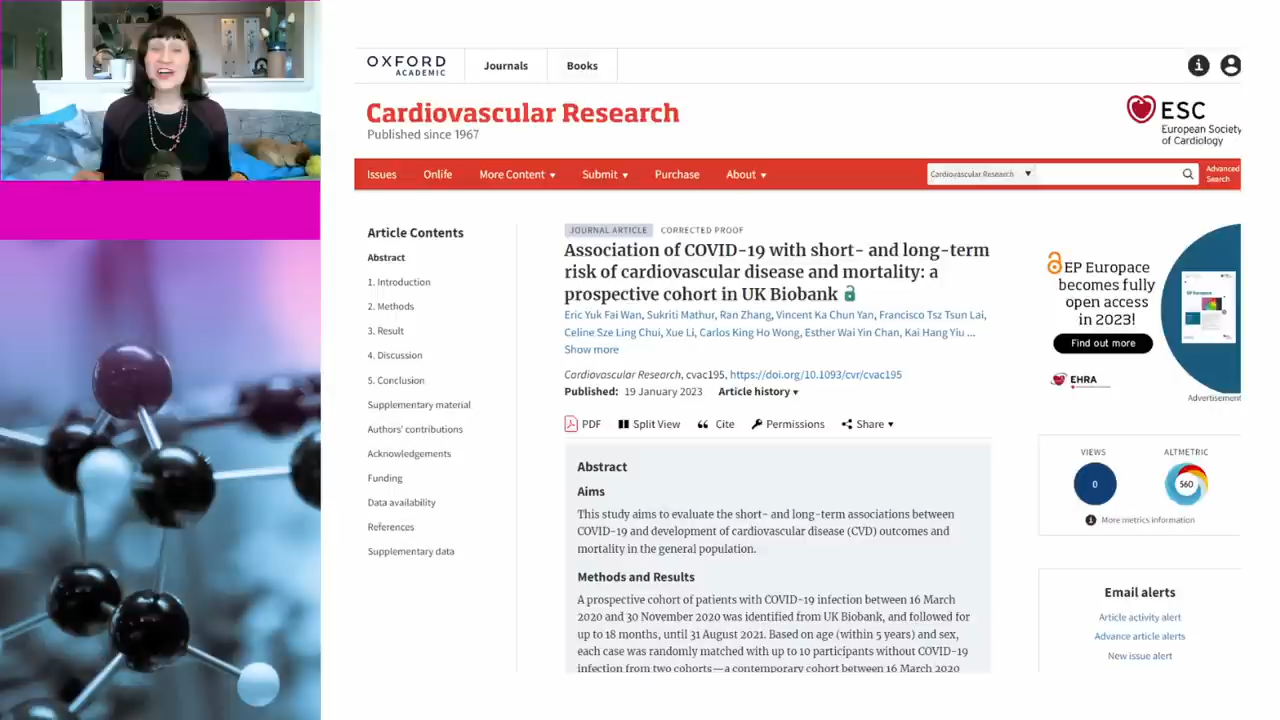 OXFORD
ACADEMIC
Journals
Books
Cardiovascular Research
Published since 1967
ESC
European Society
of Cardiology
Issues
Onlife
More Content
Submit
Purchase
About
Cardiovascular Research
Advanced
Search
Article Contents
Abstract
1. Introduction
2. Methods
3. Result
4. Discussion
5. Conclusion
Supplementary material
Authors' contributions
Acknowledgements
Funding
Data availability
References
Supplementary data
JOURNAL ARTICLE CORRECTED PROOF
Association of COVID-19 with short- and long-term
risk of cardiovascular disease and mortality: a
prospective cohort in UK Biobank
Eric Yuk Fai Wan, Sukriti Mathur, Ran Zhang, Vincent Ka Chun Yan, Francisco Tsz Tsun Lai,
Celine Sze Ling Chui, Xue Li, Carlos King Ho Wong, Esther Wai Yin Chan, Kai Hang Yiu ...
Show more
Cardiovascular Research, cvac195, https://doi.org/10.1093/cvr/cvac195
Published: 19 January 2023 Article history
PDF
Split View
Cite
Permissions
Share
Abstract
Aims
This study aims to evaluate the short- and long-term associations between
COVID-19 and development of cardiovascular disease (CVD) outcomes and
mortality in the general population.
Methods and Results
A prospective cohort of patients with COVID-19 infection between 16 March
2020 and 30 November 2020 was identified from UK Biobank, and followed for
up to 18 months, until 31 August 2021. Based on age (within 5 years) and sex,
each case was randomly matched with up to 10 participants without COVID-19
infection from two cohorts—a contemporary cohort between 16 March 2020
EP Europace
becomes fully
open access
in 2023!
Find out more
EHRA
Advertisement
VIEWS
0
ALTMETRIC
560
More metrics information
Email alerts
Article activity alert
Advance article alerts
New issue alert